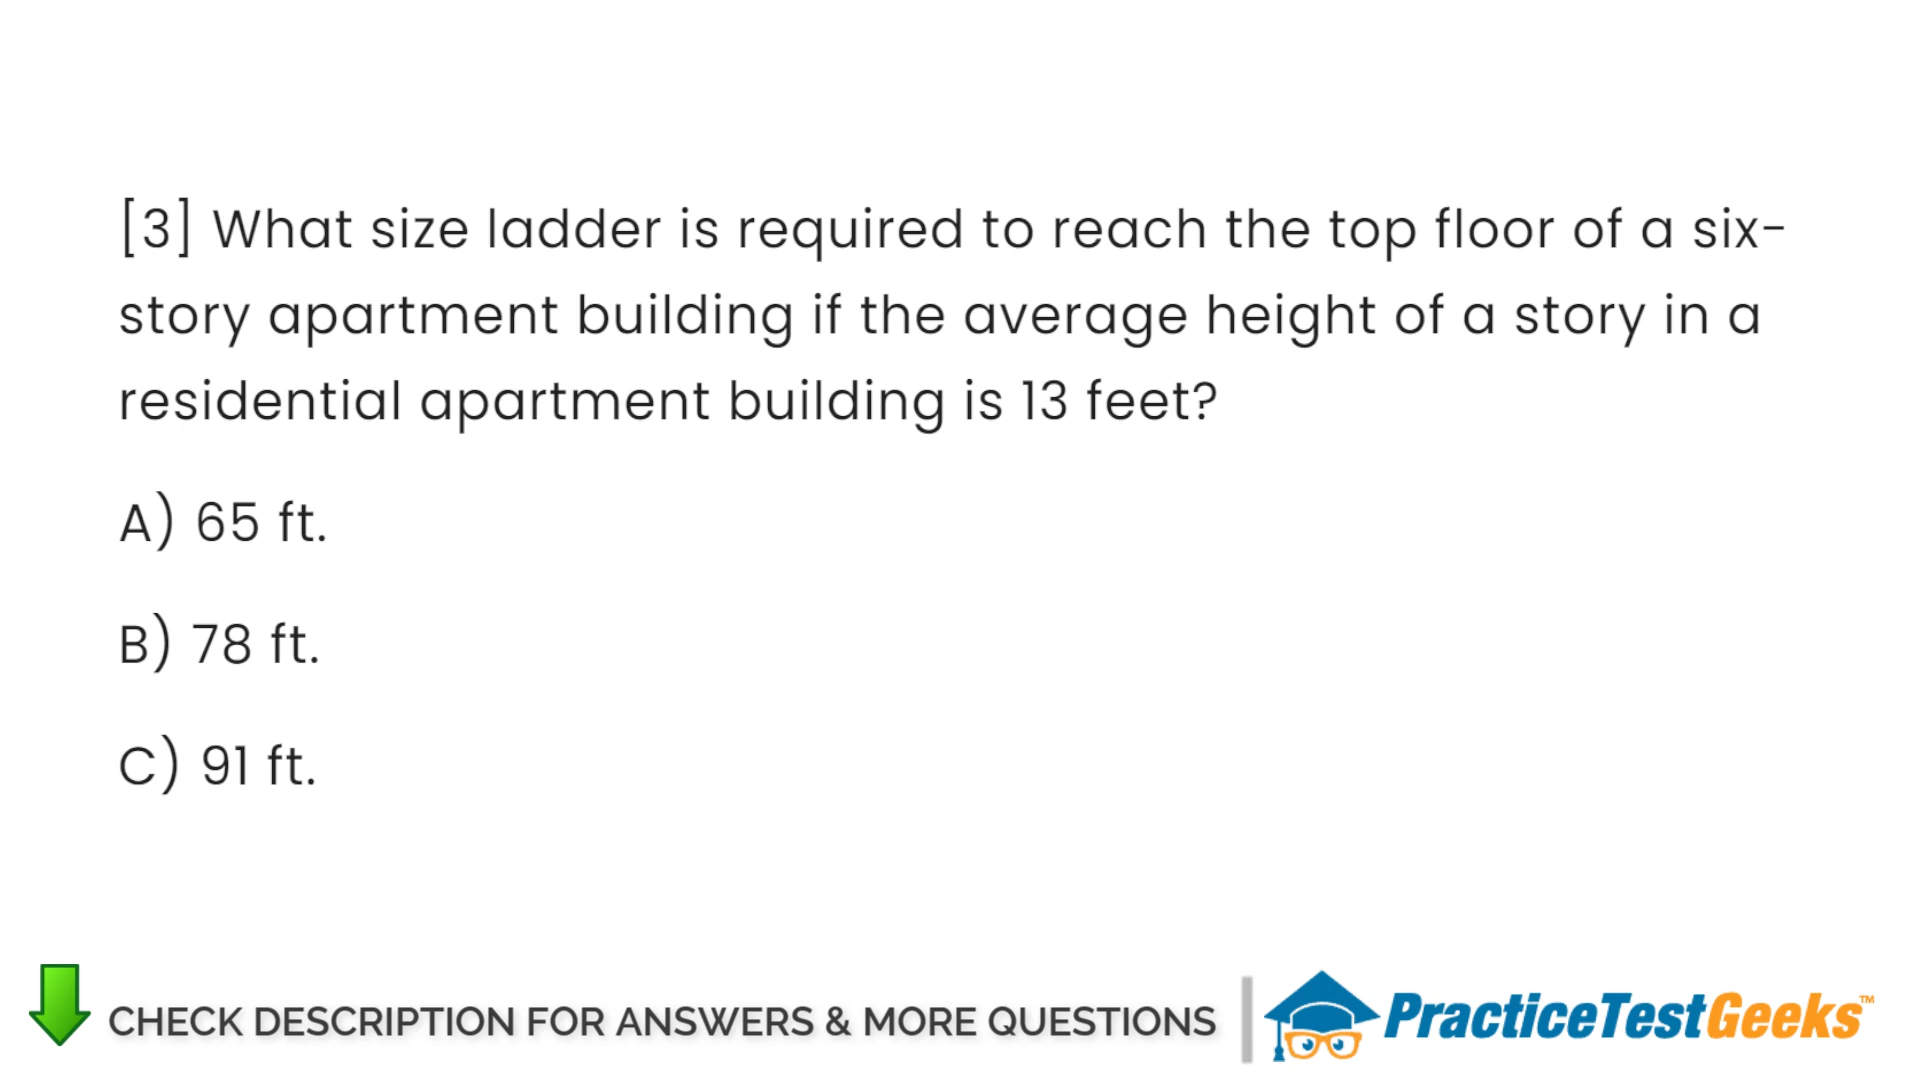 [3] What size ladder is required to reach the top floor of a six-
story apartment building if the average height of a story in a
residential apartment building is 13 feet?
A) 65 ft.
B) 78 ft.
C) 91 ft.
CHECK DESCRIPTION FOR ANSWERS & MORE QUESTIONS
PracticeTestGeeks™